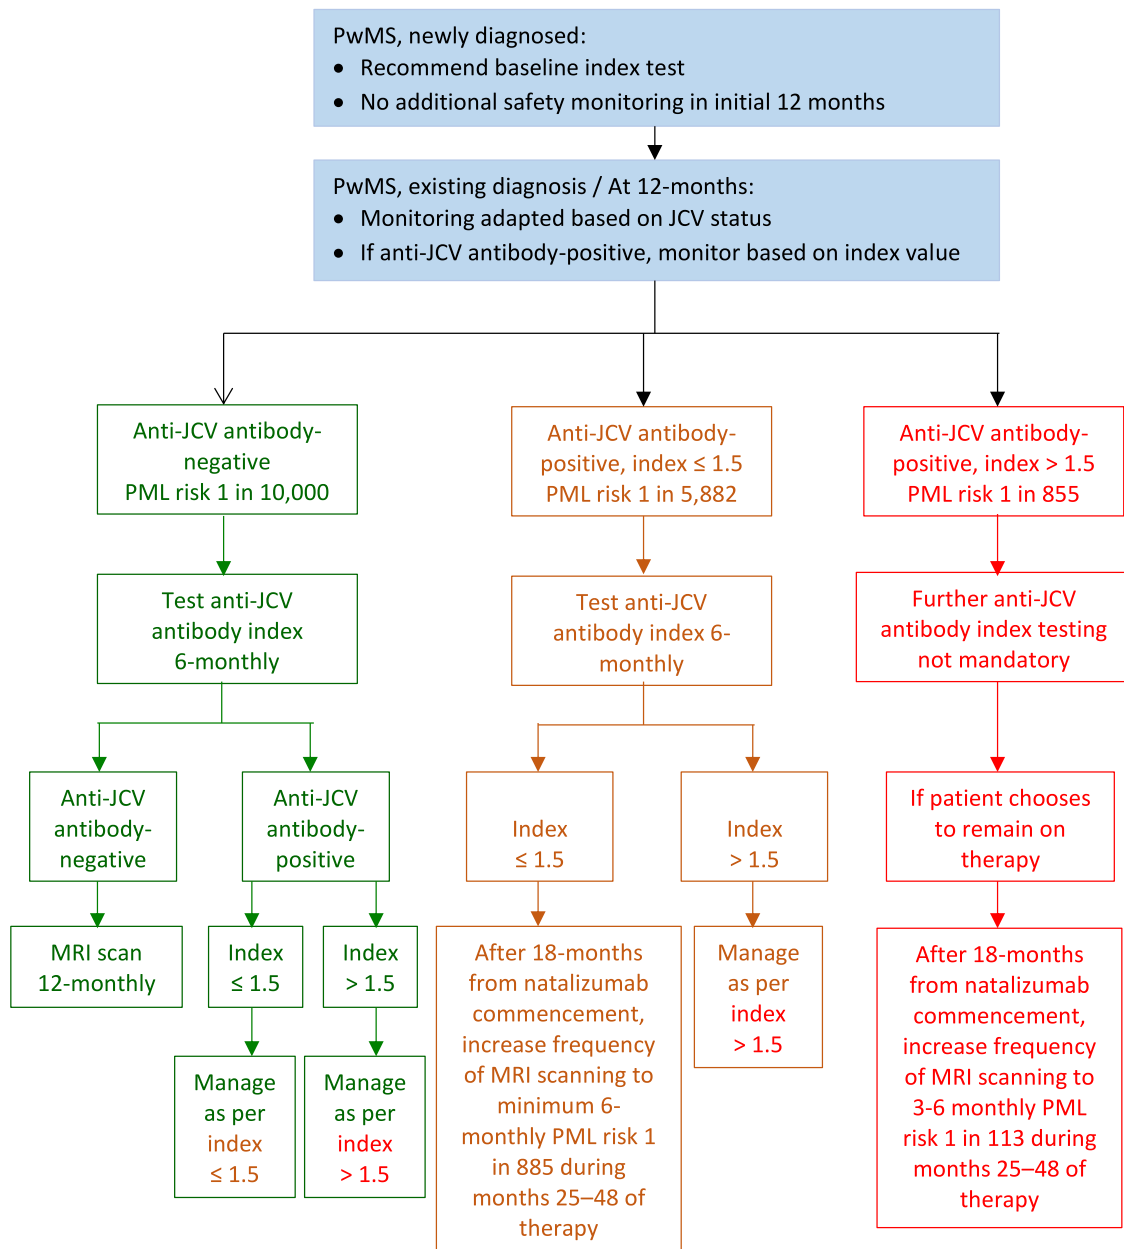 PwMS, newly diagnosed:
• Recommend baseline index test
• No additional safety monitoring in initial 12 months
PwMS, existing diagnosis / At 12-months:
• Monitoring adapted based on JCV status
• If anti-JCV antibody-positive, monitor based on index value
Anti-JCV antibody-
negative
PML risk 1 in 10,000
Anti-JCV antibody-
positive, index ≤ 1.5
PML risk 1 in 5,882
Anti-JCV antibody-
positive, index > 1.5
PML risk 1 in 855
Test anti-JCV
antibody index
6-monthly
Test anti-JCV
antibody index 6-
monthly
Further anti-JCV
antibody index testing
not mandatory
Anti-JCV
antibody-
negative
Anti-JCV
antibody-
positive
Index
≤ 1.5
Index
> 1.5
If patient chooses
to remain on
therapy
MRI scan
12-monthly
Index
≤ 1.5
Index
> 1.5
Manage
as per
index
≤ 1.5
Manage
as per
index
> 1.5
After 18-months
from natalizumab
commencement,
increase frequency
of MRI scanning to
minimum 6-
monthly PML risk 1
in 885 during
months 25–48 of
therapy
Manage
as per
index
> 1.5
After 18-months
from natalizumab
commencement,
increase frequency
of MRI scanning to
3-6 monthly PML
risk 1 in 113 during
months 25–48 of
therapy